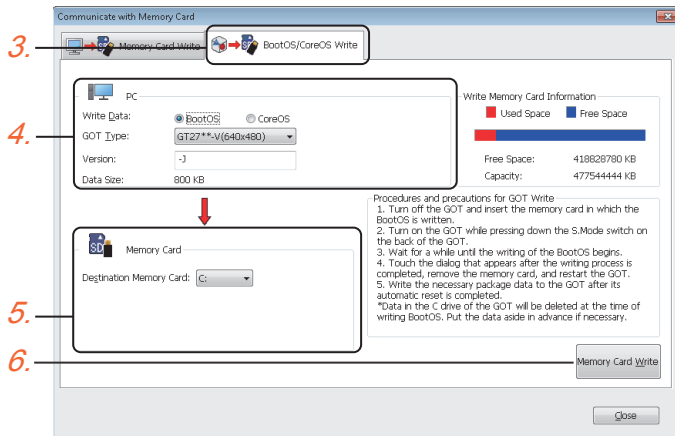 Communicate with Memory Card
3.
Memory Card Write
BootOS/CoreOS Write
4.
PC
Write Data:
BootOS
CoreOS
GOT Type:
GT27**-V(640x480)
Version:
-J
Data Size:
800 KB
Write Memory Card Information
Used Space
Free Space
Free Space:
418828780 KB
Capacity:
477544444 KB
5.
Memory Card
Destination Memory Card:
C:
Procedures and precautions for GOT Write
1. Turn off the GOT and insert the memory card in which the
BootOS is written.
2. Turn on the GOT while pressing down the S.Mode switch on
the back of the GOT.
3. Wait for a while until the writing of the BootOS begins.
4. Touch the dialog that appears after the writing process is
completed, remove the memory card, and restart the GOT.
5. Write the necessary package data to the GOT after its
automatic reset is completed.
*Data in the C drive of the GOT will be deleted at the time of
writing BootOS. Put the data aside in advance if necessary.
6.
Memory Card Write
Close